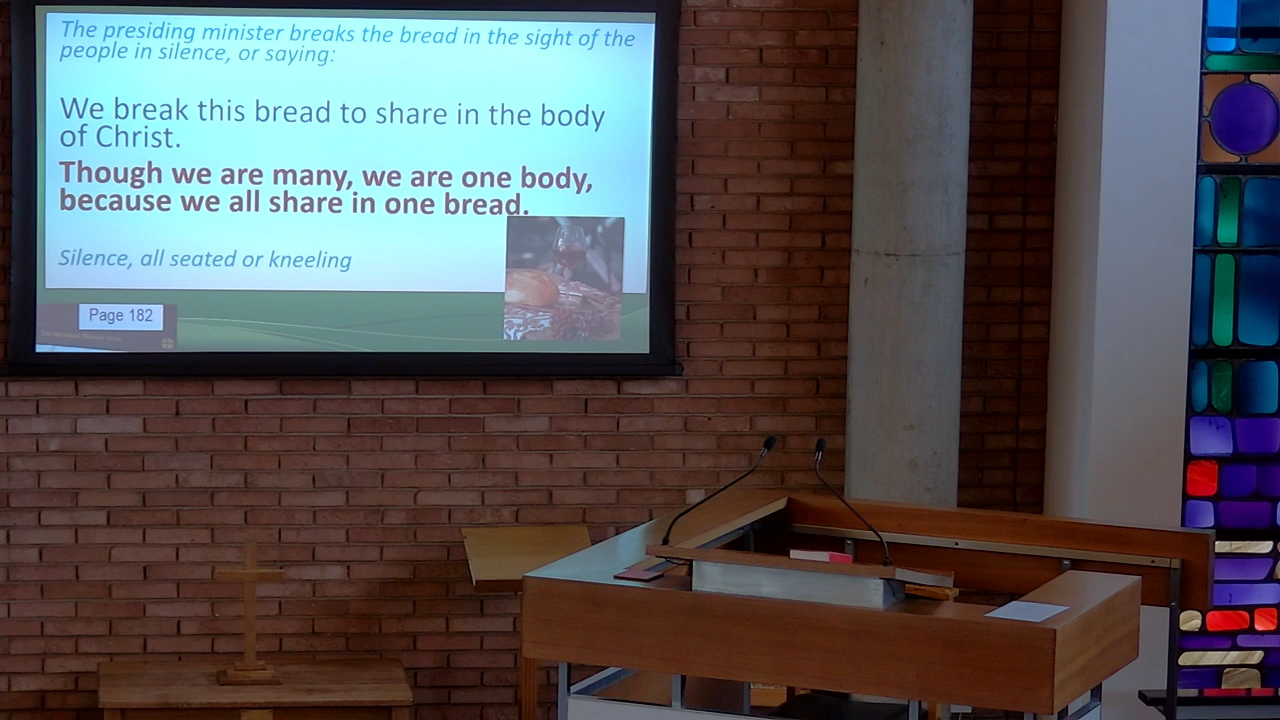 The presiding minister breaks the bread in the sight of the
people in silence, or saying:
We break this bread to share in the body
of Christ.
Though we are many, we are one body,
because we all share in one bread.
Silence, all seated or kneeling
Page 182